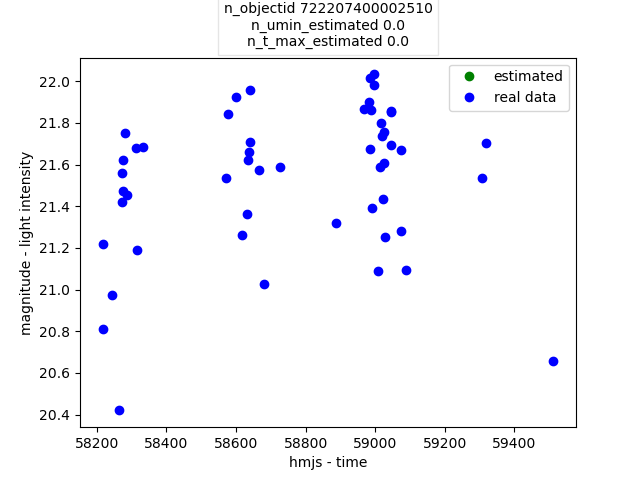 n_objectid 722207400002510
n_umin_estimated 0.0
n_t_max_estimated 0.0
estimated
real data
22.0
21.8
21.6
21.4
21.2
21.0
20.8
20.6
20.4
magnitude - light intensity
58200 58400 58600 58800 59000 59200 59400
hmjs - time